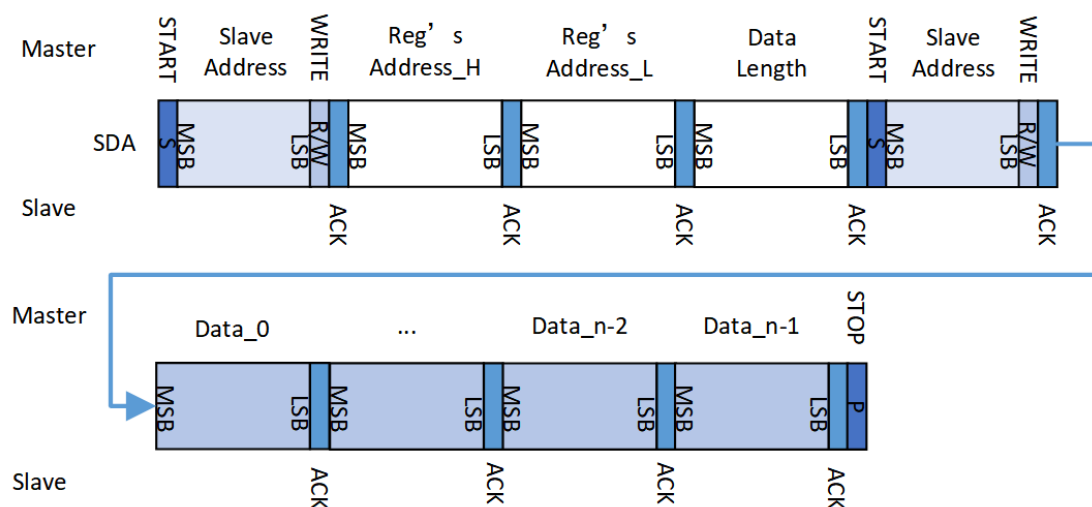 Master
START
Slave
Address
WRITE
Reg’s
Address_H
Reg’s
Address_L
Data
Length
START
Slave
Address
WRITE
SDA
S
MSB
LSB
R/W
MSB
LSB
MSB
LSB
MSB
LSB
S
MSB
LSB
R/W
Slave
ACK
ACK
ACK
ACK
ACK
Master
Data_0
...
Data_n-2
Data_n-1
STOP
MSB
LSB
MSB
LSB
MSB
LSB
MSB
LSB
P
Slave
ACK
ACK
ACK
ACK